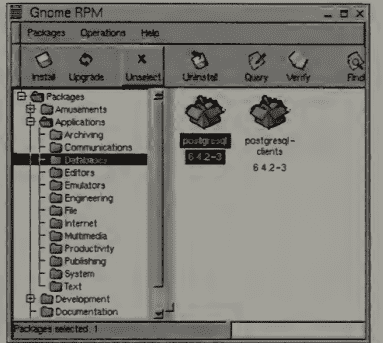 Gnome RPM
Packages Operations Help
Install Upgrade Unselect Uninstall Query Verify Find
Packages
Amusements
Applications
Archiving
Communications
Databases
Editors
Emulators
Engineering
File
Internet
Multimedia
Productivity
Publishing
System
Text
Development
Documentation
postgresql
6.4.2-3
postgresql-
clients
6.4.2-3
Packages selected: 1